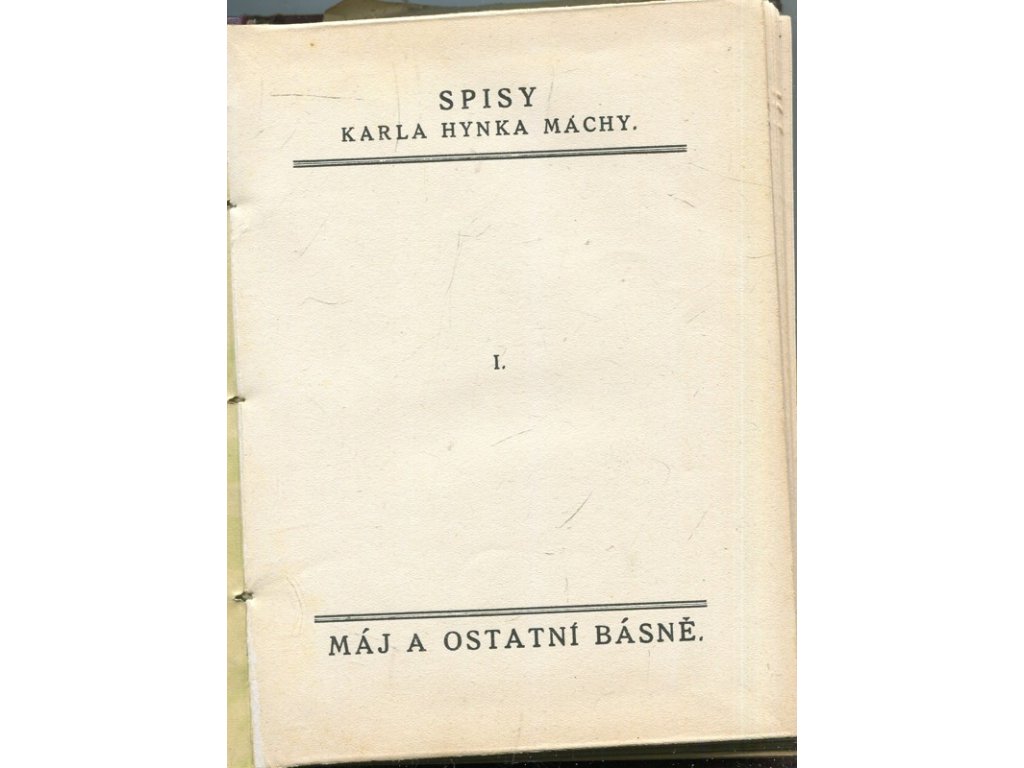 SPISY
KARLA HYNKA MÁCHY.
I.
MÁJ A OSTATNÍ BÁSNĚ.